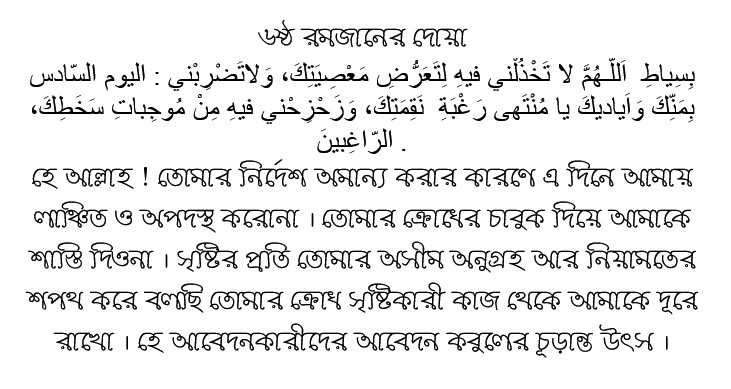 ৬ষ্ঠ রমজানের দোয়া
اليوم السّادس : اَللّـهُمَّ لا تَخْذُلْني فيهِ لِتَعَرُّضِ مَعْصِيَتِكَ، وَلاتَضْرِبْني بِسِياطِ
نَقِمَتِكَ، وَزَحْزِحْني فيهِ مِنْ مُوجِباتِ سَخَطِكَ، بِمَنِّكَ وَاَياديكَ يا مُنْتَهى رَغْبَةِ
الرّاغِبينَ .
হে আল্লাহ ! তোমার নির্দেশ অমান্য করার কারণে এ দিনে আমায়
লাঞ্চিত ও অপদস্থ করোনা । তোমার ক্রোধের চাবুক দিয়ে আমাকে
শাস্তি দিওনা । সৃষ্টির প্রতি তোমার অসীম অনুগ্রহ আর নিয়ামতের
শপথ করে বলছি তোমার ক্রোধ সৃষ্টিকারী কাজ থেকে আমাকে দূরে
রাখো । হে আবেদনকারীদের আবেদন কবুলের চূড়ান্ত উৎস ।